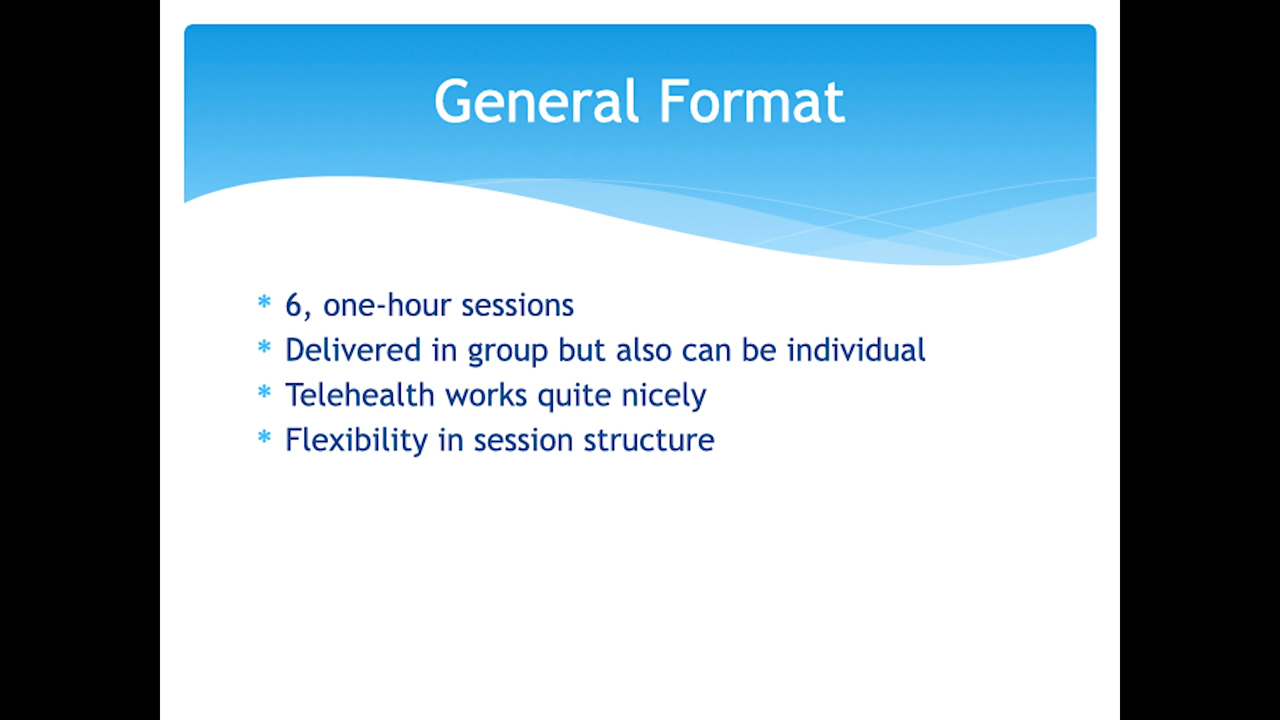 General Format
* 6, one-hour sessions
* Delivered in group but also can be individual
* Telehealth works quite nicely
* Flexibility in session structure